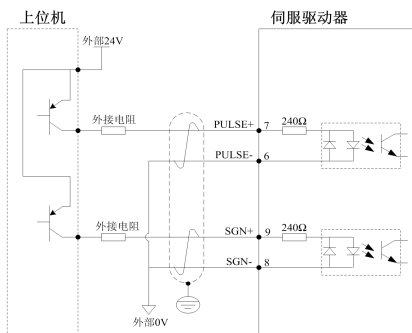 上位机
伺服驱动器
外部24V
外接电阻
PULSE+ 7 240Ω
PULSE- 6
外接电阻
SGN+ 9 240Ω
SGN- 8
外部0V